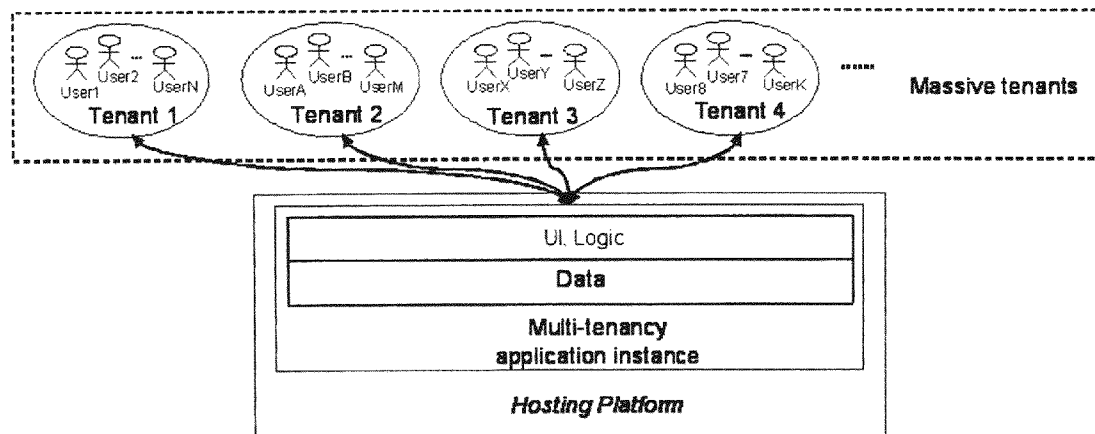 User1 User2 ... UserN
Tenant 1
UserA UserB ... UserM
Tenant 2
UserX UserY UserZ
Tenant 3
User8 User7 UserK
Tenant 4
......
Massive tenants
UI, Logic
Data
Multi-tenancy
application instance
Hosting Platform